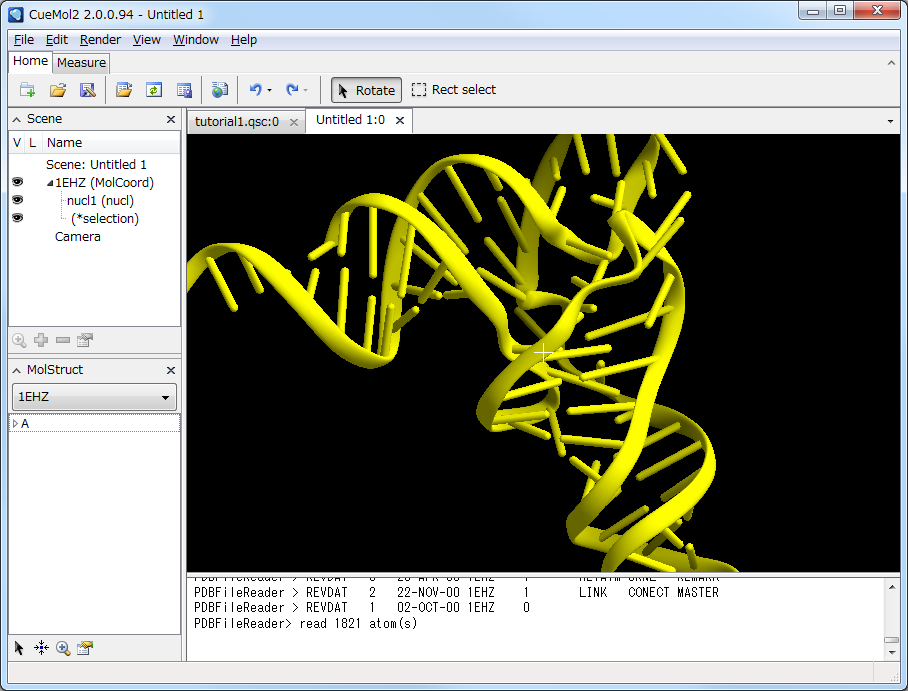 CueMol2 2.0.0.94 - Untitled 1
File Edit Render View Window Help
Home Measure
Rotate Rect select
Scene
tutorial1.qsc:0 Untitled 1:0
V L Name
Scene: Untitled 1
1EHZ (MolCoord)
nucl1 (nucl)
(*selection)
Camera
MolStruct
1EHZ
A
PDBFileReader > REVDAT 2 22-NOV-00 1EHZ 1 LINK CONECT MASTER
PDBFileReader > REVDAT 1 02-OCT-00 1EHZ 0
PDBFileReader> read 1821 atom(s)